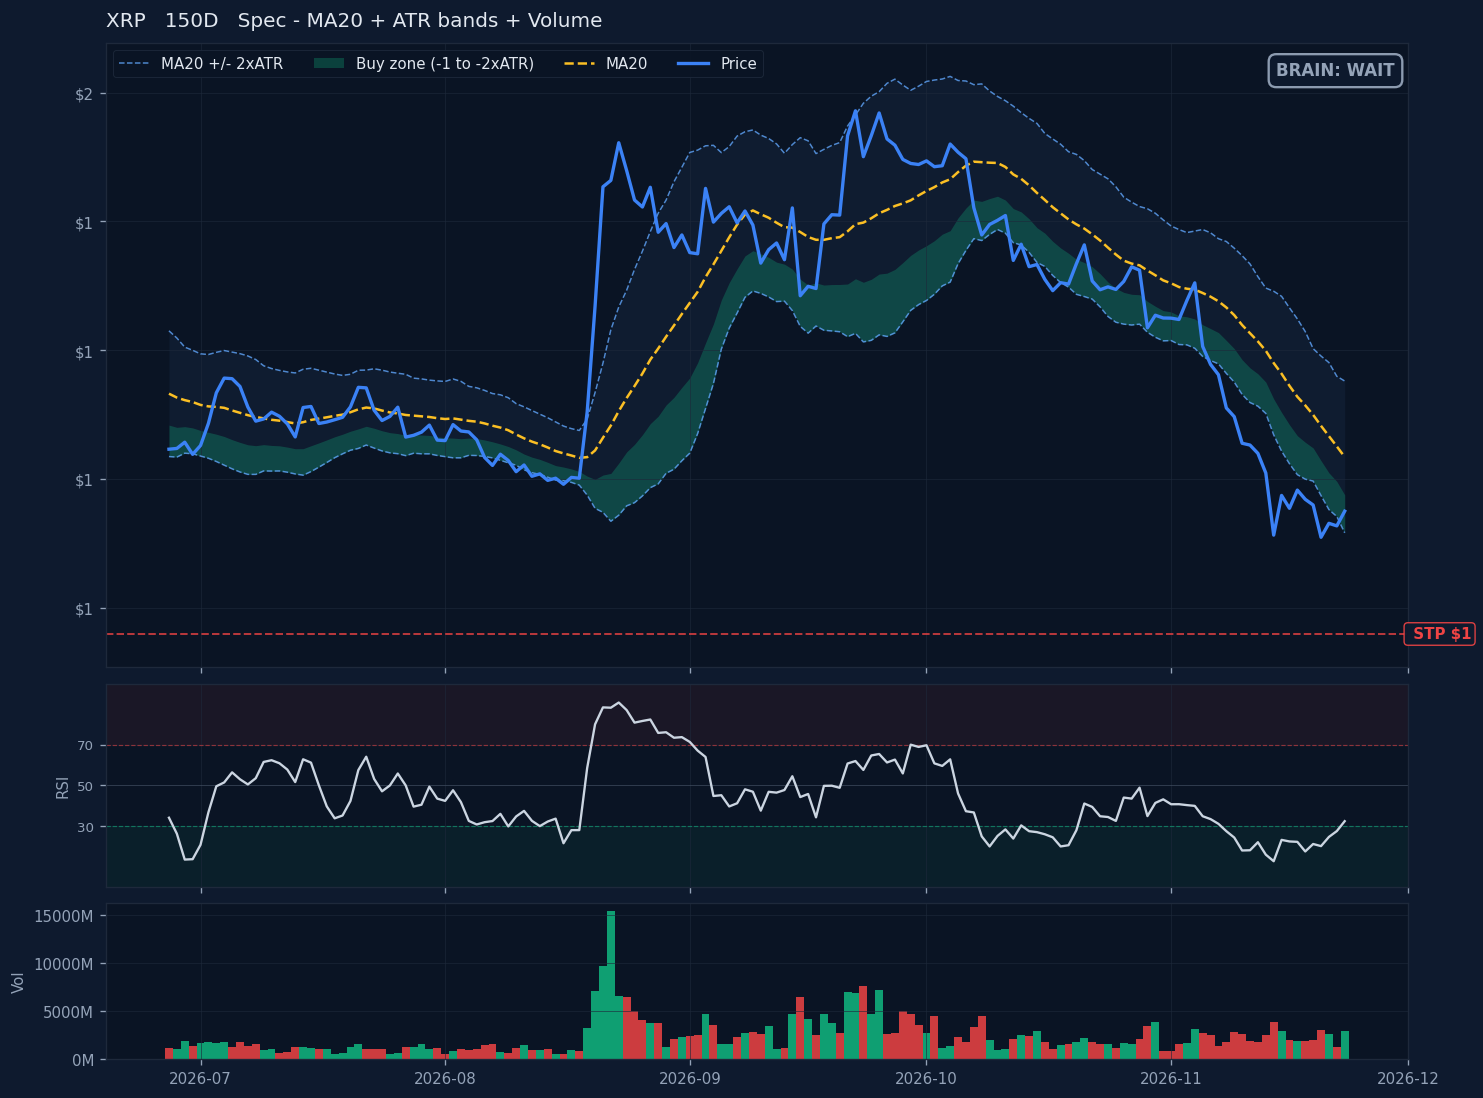 XRP   150D   Spec - MA20 + ATR bands + Volume
MA20 +/- 2xATR
Buy zone (-1 to -2xATR)
MA20
Price
BRAIN: WAIT
$2
$1
$1
$1
$1
STP $1
70
50
30
RSI
15000M
10000M
5000M
0M
Vol
2026-07
2026-08
2026-09
2026-10
2026-11
2026-12